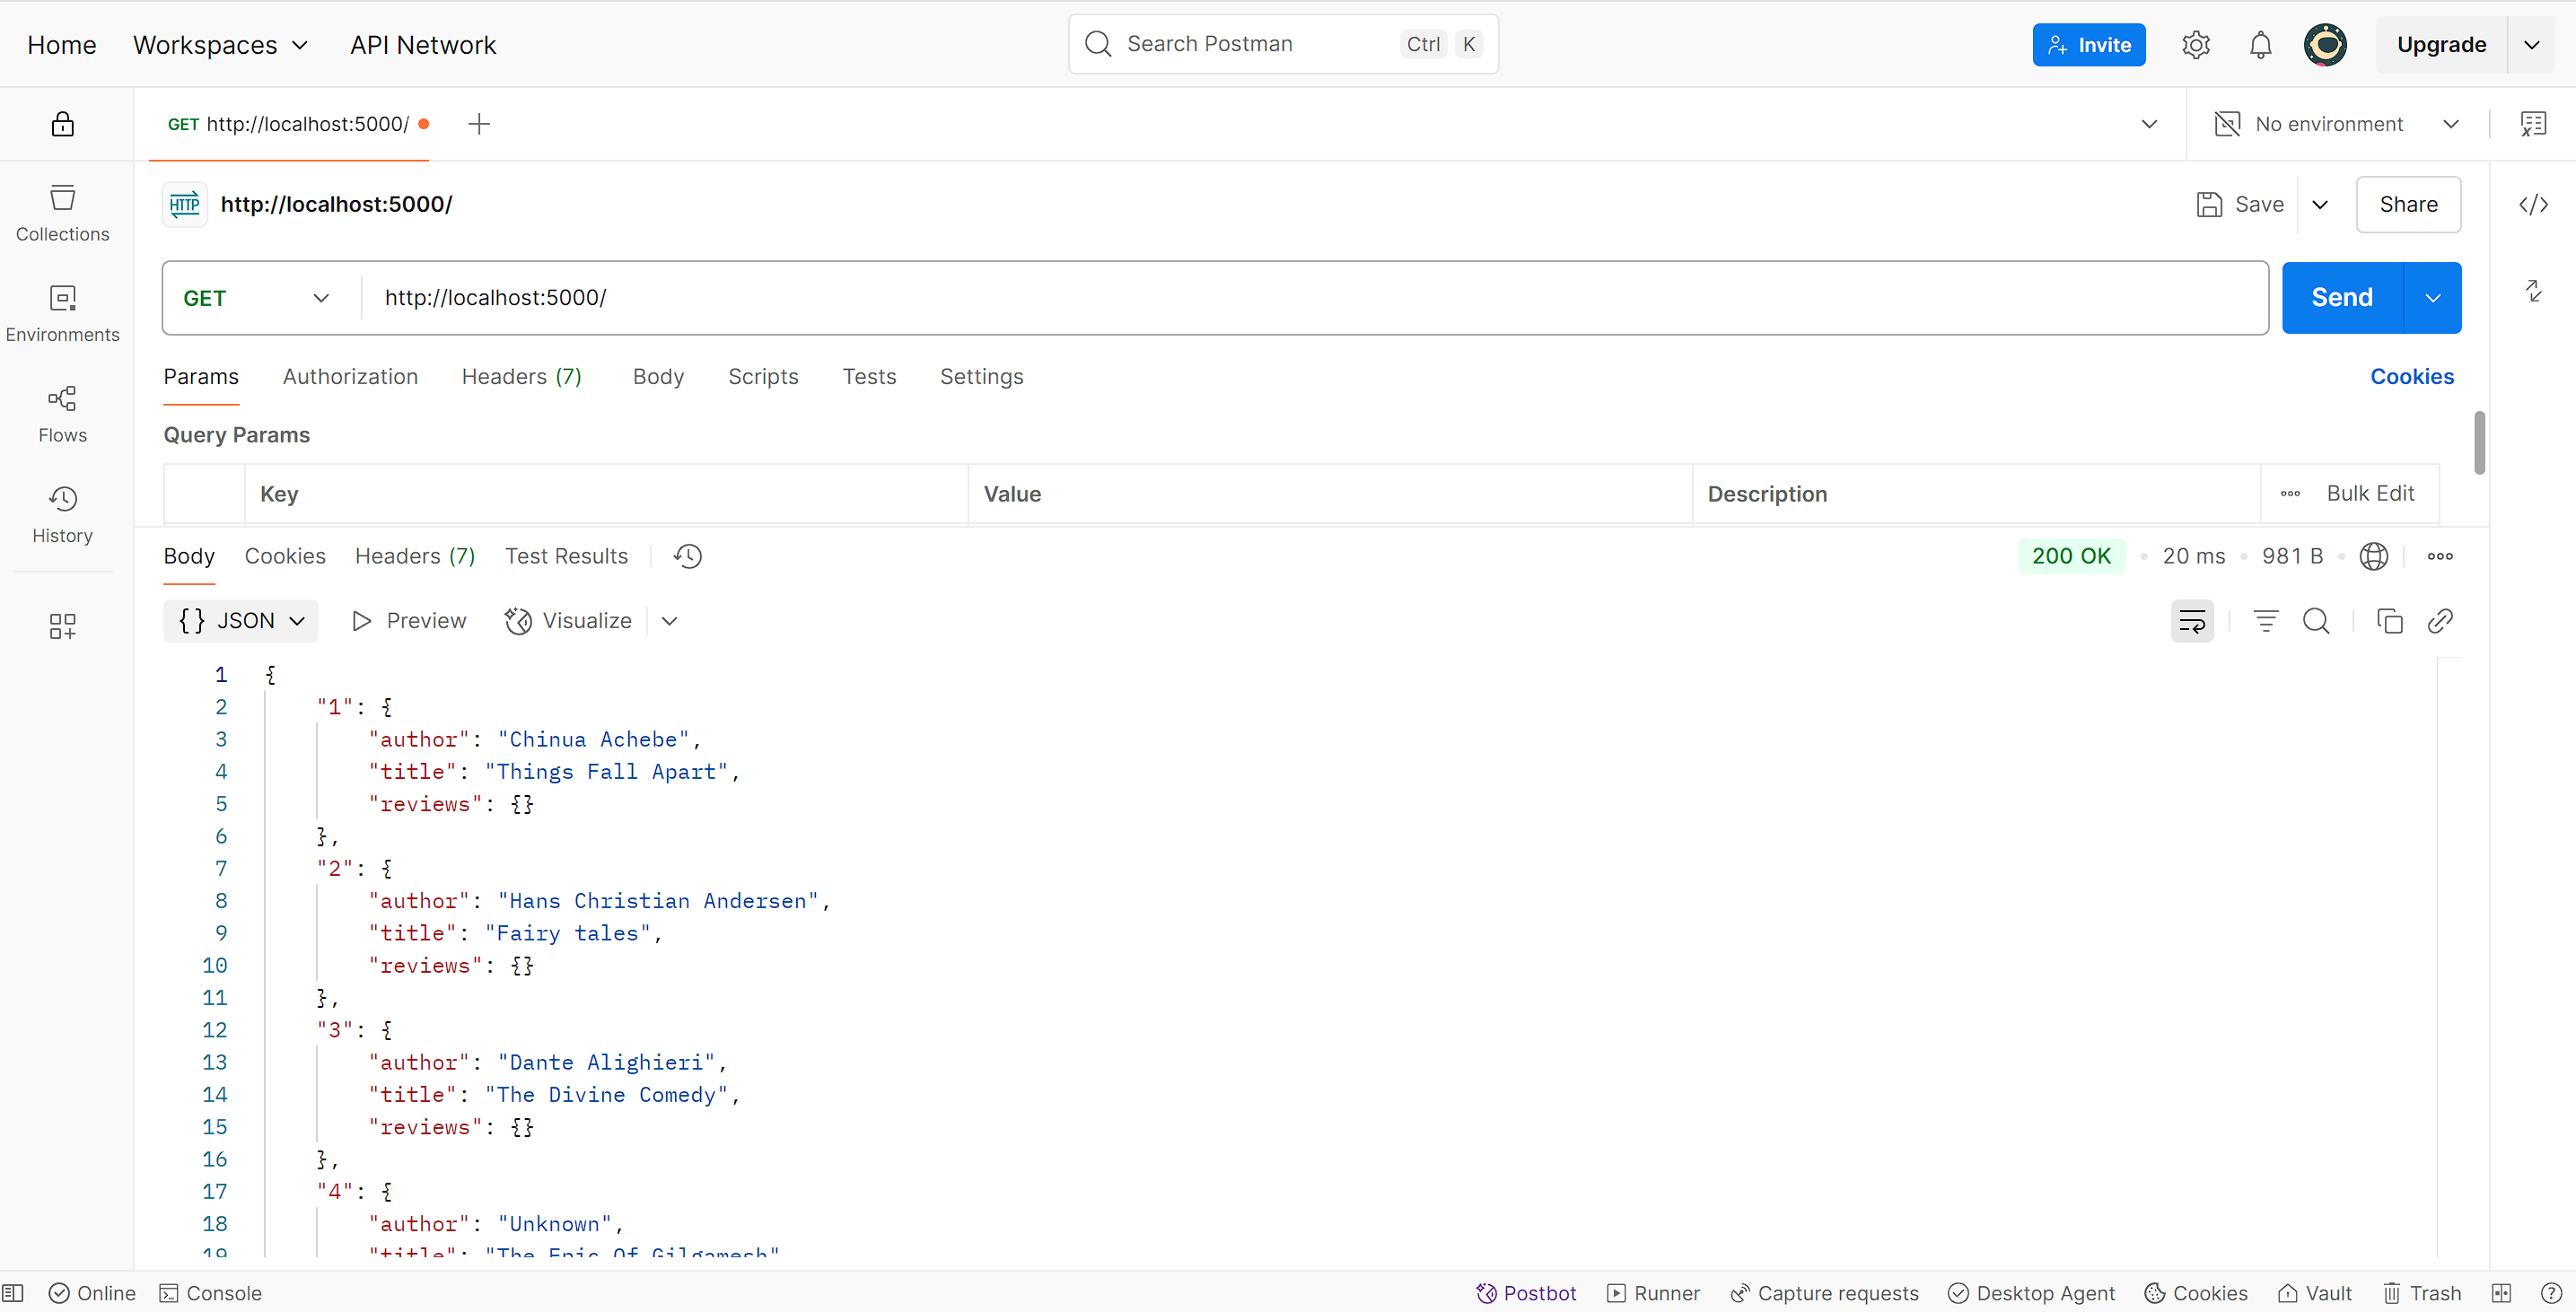 Home Workspaces API Network Search Postman Ctrl K Invite Upgrade
GET http://localhost:5000/ No environment
HTTP http://localhost:5000/ Save Share
Collections
GET http://localhost:5000/ Send
Environments
Params Authorization Headers (7) Body Scripts Tests Settings Cookies
Flows
Query Params
Key Value Description Bulk Edit
History
Body Cookies Headers (7) Test Results 200 OK 20 ms 981 B
{} JSON Preview Visualize
1 {
2 "1": {
3 "author": "Chinua Achebe",
4 "title": "Things Fall Apart",
5 "reviews": {}
6 },
7 "2": {
8 "author": "Hans Christian Andersen",
9 "title": "Fairy tales",
10 "reviews": {}
11 },
12 "3": {
13 "author": "Dante Alighieri",
14 "title": "The Divine Comedy",
15 "reviews": {}
16 },
17 "4": {
18 "author": "Unknown",
19 "title": "The Epic Of Gilgamesh"
Online Console Postbot Runner Capture requests Desktop Agent Cookies Vault Trash